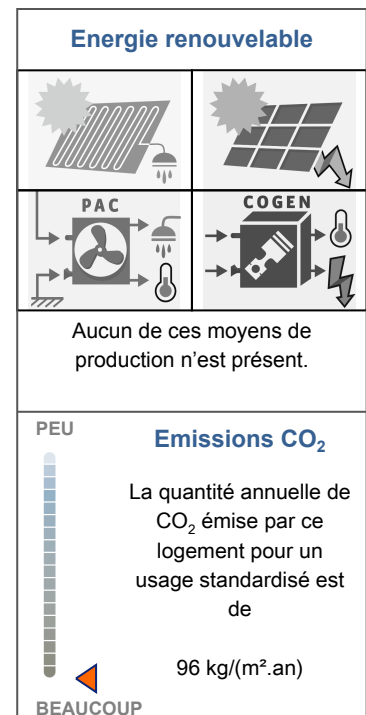 Energie renouvelable
PAC
COGEN
Aucun de ces moyens de
production n'est présent.
PEU
Emissions CO₂
La quantité annuelle de
CO₂ émise par ce
logement pour un
usage standardisé est
de
96 kg/(m².an)
BEAUCOUP